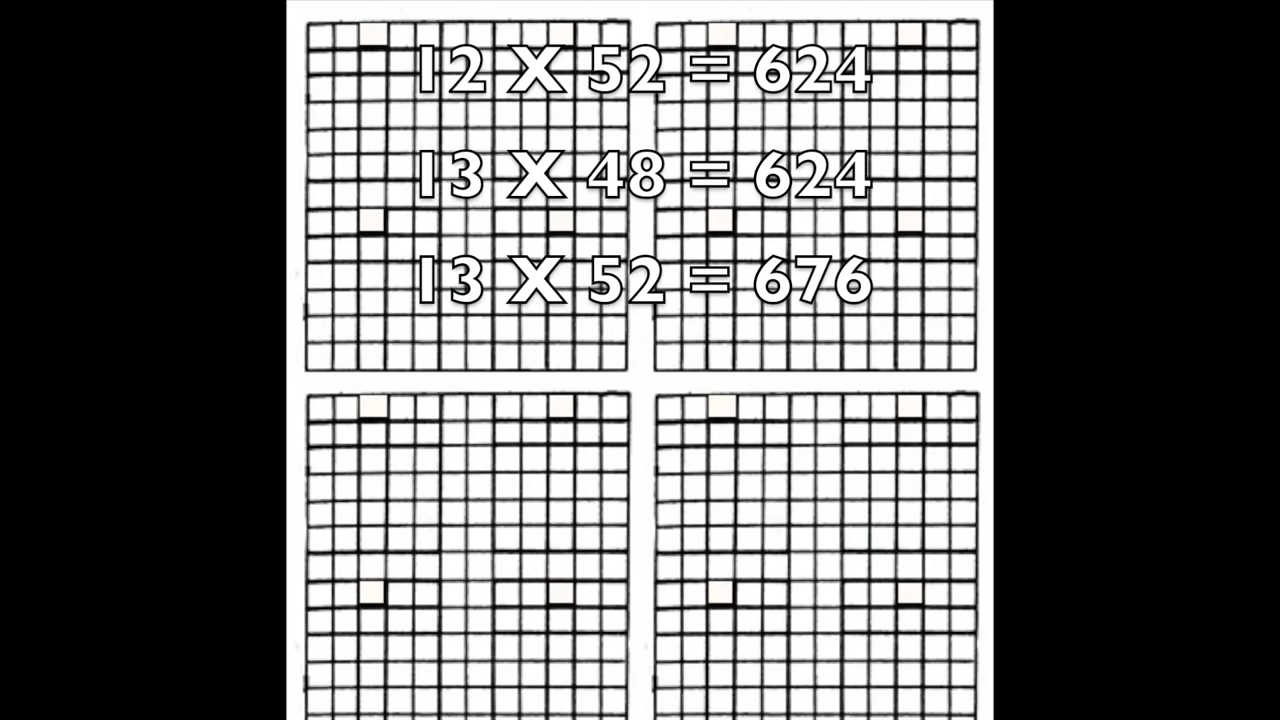 12 X 52 = 624
13 X 48 = 624
13 X 52 = 676